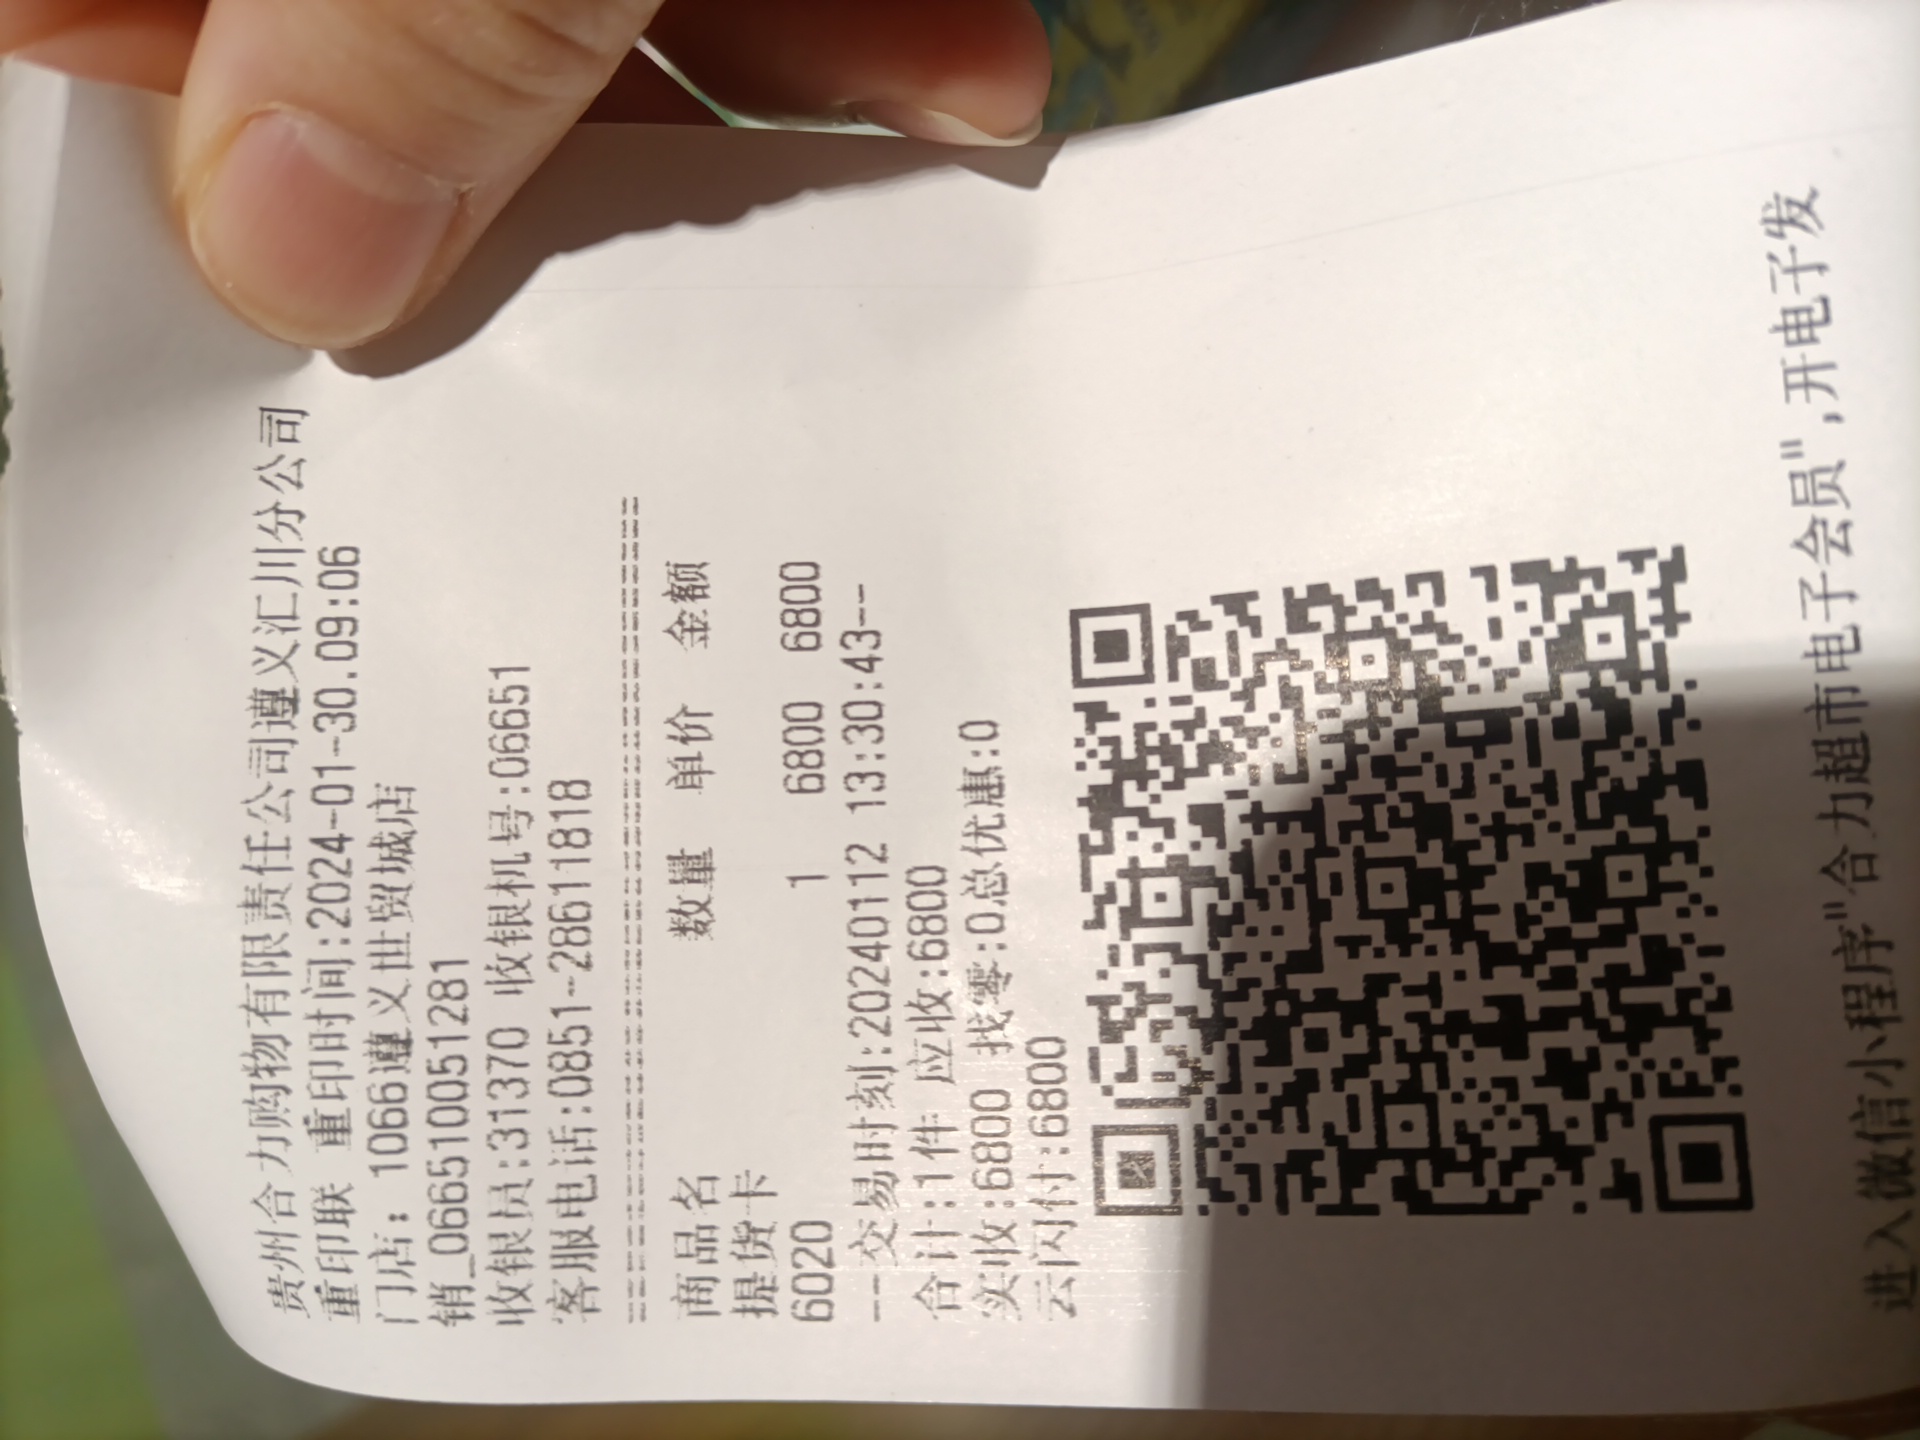 贵州合力购物有限责任公司遵义汇川分公司
重印联 重印时间:2024-01-30.09:06
门店: 1066遵义世贸城店
销_06651005​1281
收银员:31370 收银机号:06651
客服电话:0851-28611818
================================
商品名 数量 单价 金额
提货卡
6020 1 6800 6800
---交易时刻:20240112 13:30:43--
合计:1件 应收:6800
实收:6800 找零:0总优惠:0
云闪付:6800
进入微信小程序"合力超市电子会员",开电子发